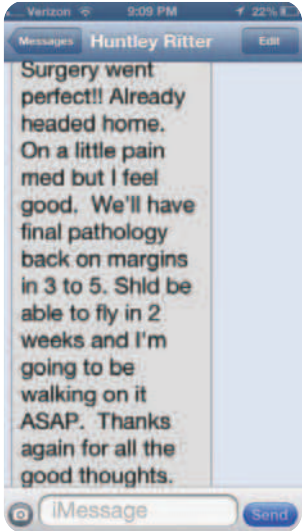 Verizon 9:09 PM 22%
Messages Huntley Ritter Edit
Surgery went
perfect!! Already
headed home.
On a little pain
med but I feel
good. We'll have
final pathology
back on margins
in 3 to 5. Shld be
able to fly in 2
weeks and I'm
going to be
walking on it
ASAP. Thanks
again for all the
good thoughts.
iMessage Send